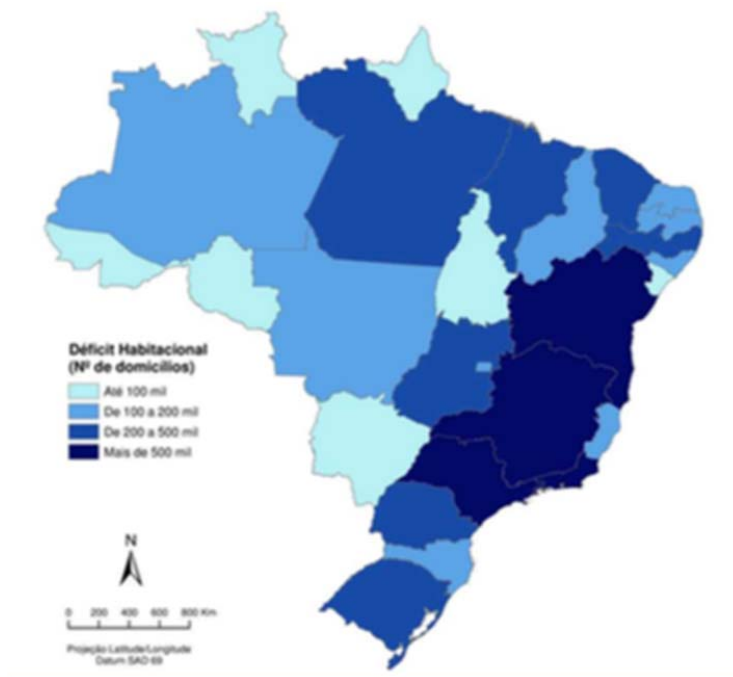 Déficit Habitacional
(Nº de domicílios)
Até 100 mil
De 100 a 200 mil
De 200 a 500 mil
Mais de 500 mil
N
0 200 400 600 800 Km
Projeção Latitude/Longitude
Datum SAD 69